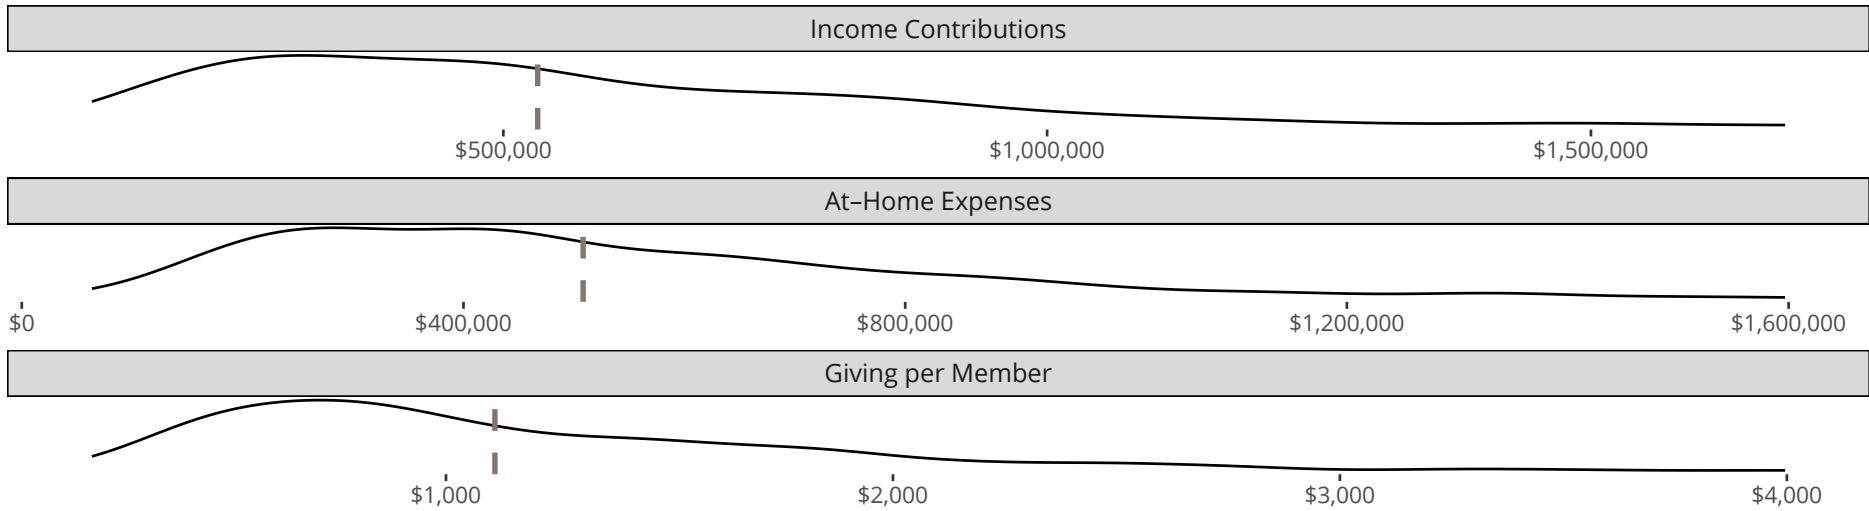 Income Contributions
$500,000 $1,000,000 $1,500,000
At–Home Expenses
$0 $400,000 $800,000 $1,200,000 $1,600,000
Giving per Member
$1,000 $2,000 $3,000 $4,000